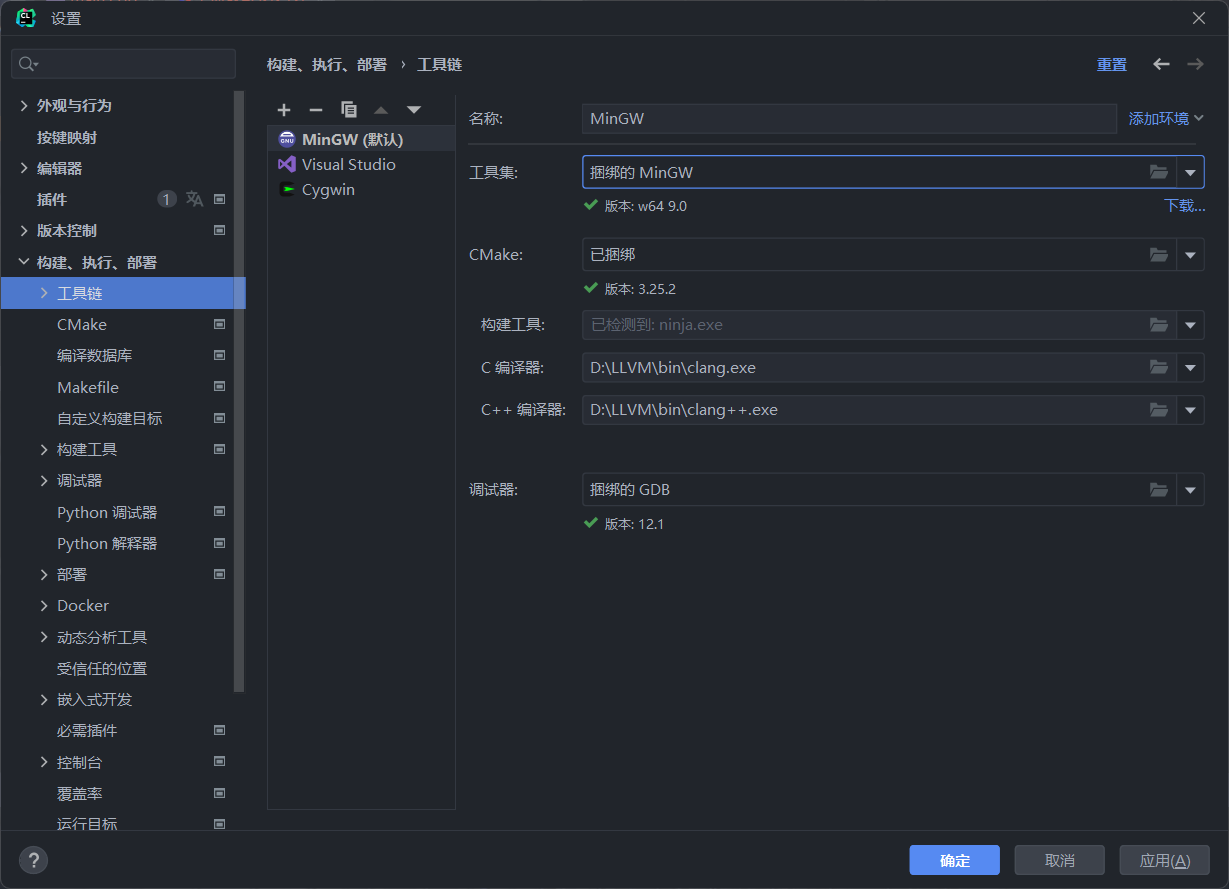 CL 设置
外观与行为
按键映射
编辑器
插件 1
版本控制
构建、执行、部署
工具链
CMake
编译数据库
Makefile
自定义构建目标
构建工具
调试器
Python 调试器
Python 解释器
部署
Docker
动态分析工具
受信任的位置
嵌入式开发
必需插件
控制台
覆盖率
运行目标
构建、执行、部署 › 工具链
重置
GNU MinGW (默认)
Visual Studio
Cygwin
名称: MinGW 添加环境
工具集: 捆绑的 MinGW
版本: w64 9.0 下载...
CMake: 已捆绑
版本: 3.25.2
构建工具: 已检测到: ninja.exe
C 编译器: D:\LLVM\bin\clang.exe
C++ 编译器: D:\LLVM\bin\clang++.exe
调试器: 捆绑的 GDB
版本: 12.1
? 确定 取消 应用(A)